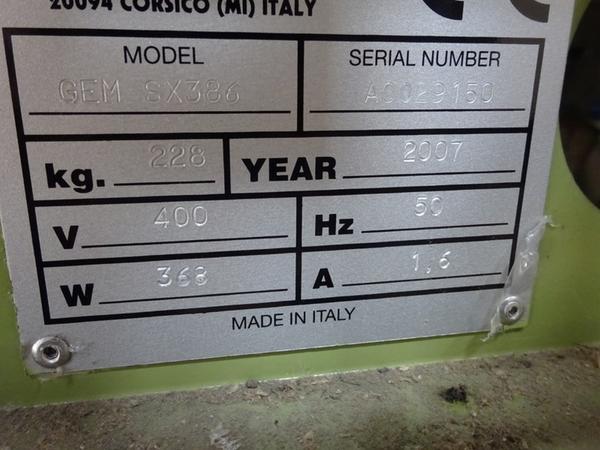 20094 CORSICO (MI) ITALY
MODEL
GEM SX386
SERIAL NUMBER
A0029150
kg. 228
YEAR 2007
V 400
Hz 50
W 368
A 1,6
MADE IN ITALY